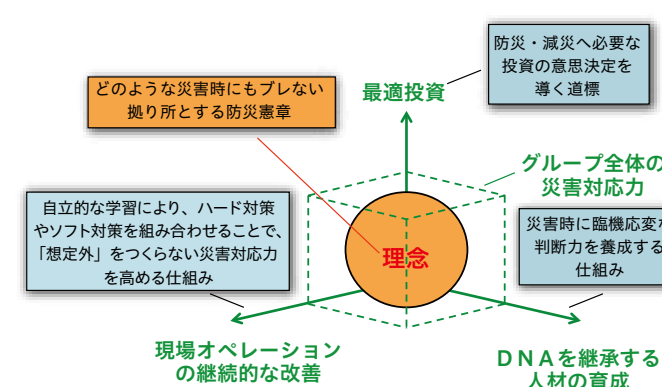 防災・減災へ必要な
投資の意思決定を
導く道標
どのような災害時にもブレない
拠り所とする防災憲章
最適投資
グループ全体の
災害対応力
自立的な学習により、ハード対策
やソフト対策を組み合わせることで、
「想定外」をつくらない災害対応力
を高める仕組み
災害時に臨機応変な
判断力を養成する
仕組み
理念
現場オペレーション
の継続的な改善
ＤＮＡを継承する
人材の育成